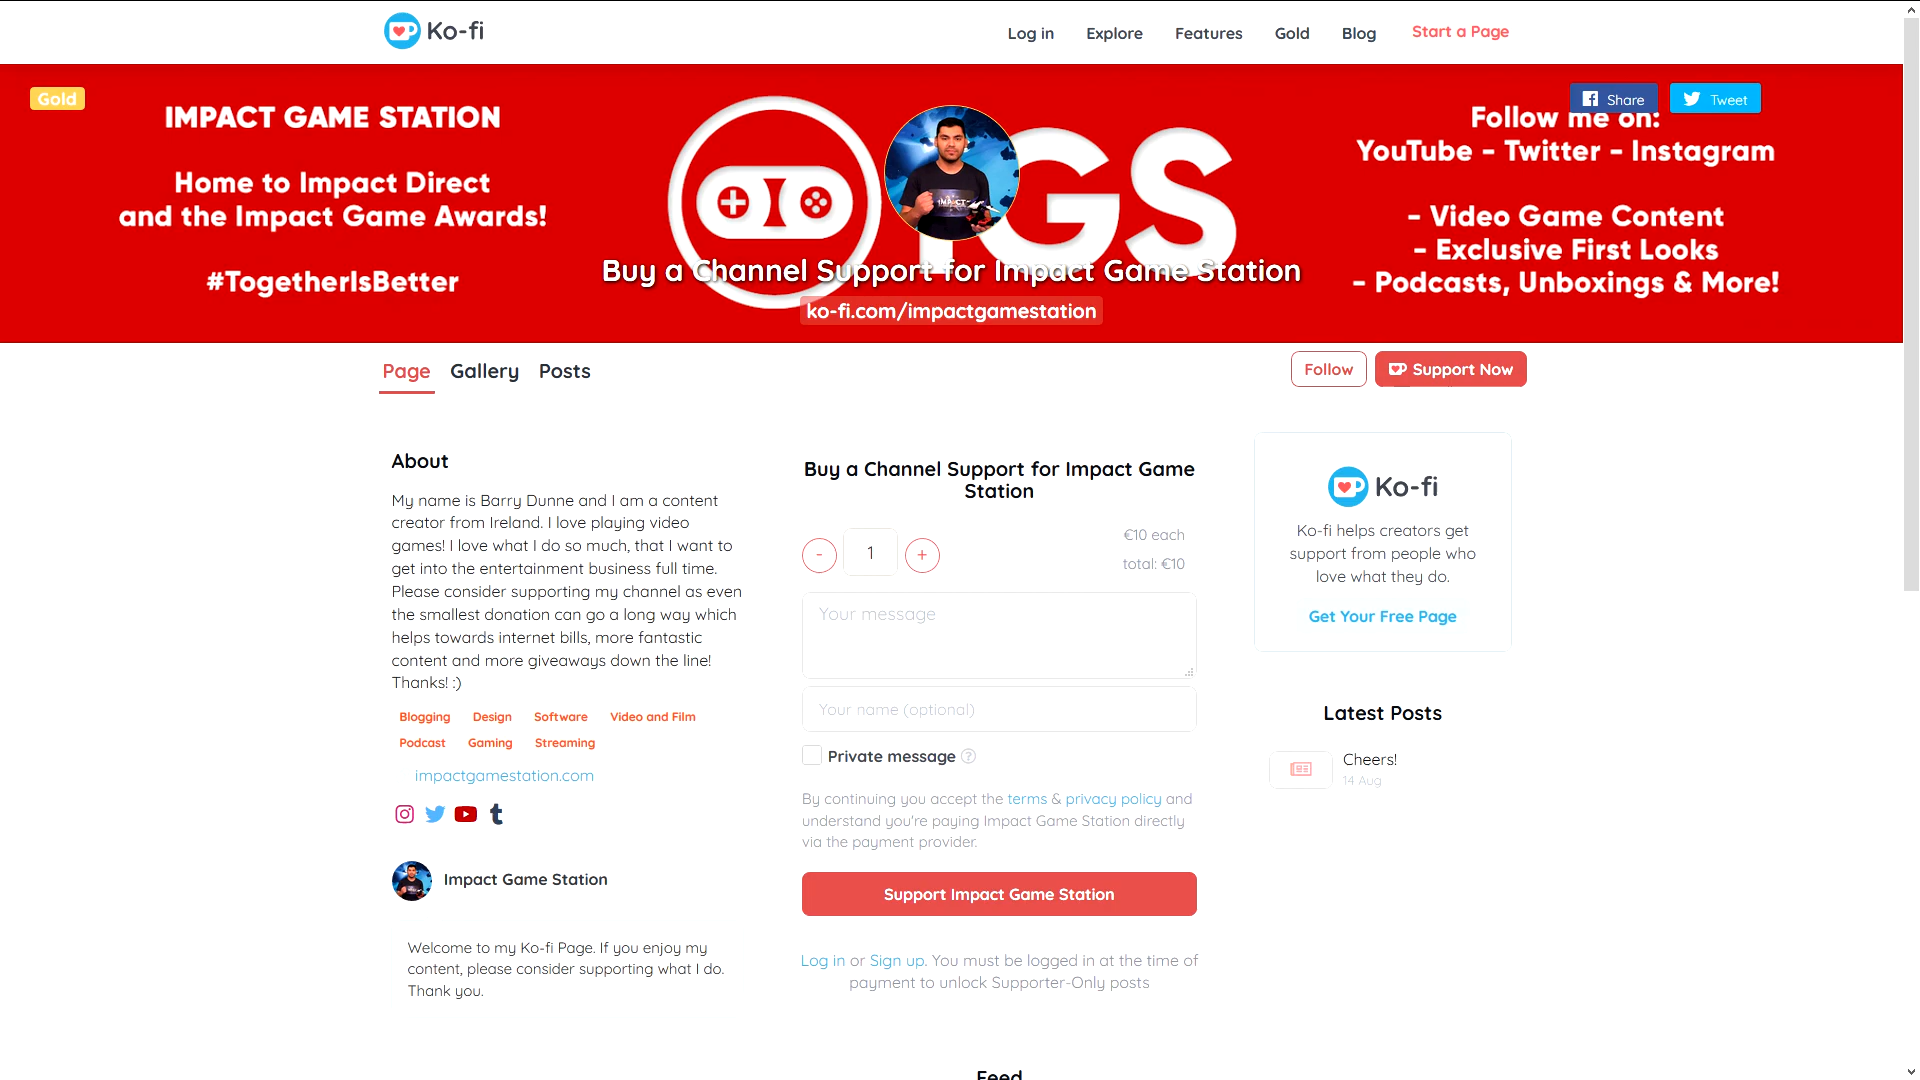 Ko-fi
Log in
Explore
Features
Gold
Blog
Start a Page
Gold
IMPACT GAME STATION
Home to Impact Direct
and the Impact Game Awards!
#TogetherIsBetter
GS
Buy a Channel Support for Impact Game Station
ko-fi.com/impactgamestation
Share
Tweet
Follow me on:
YouTube - Twitter - Instagram
- Video Game Content
- Exclusive First Looks
- Podcasts, Unboxings & More!
Page
Gallery
Posts
Follow
Support Now
About
My name is Barry Dunne and I am a content
creator from Ireland. I love playing video
games! I love what I do so much, that I want to
get into the entertainment business full time.
Please consider supporting my channel as even
the smallest donation can go a long way which
helps towards internet bills, more fantastic
content and more giveaways down the line!
Thanks! :)
Blogging
Design
Software
Video and Film
Podcast
Gaming
Streaming
impactgamestation.com
Impact Game Station
Welcome to my Ko-fi Page. If you enjoy my
content, please consider supporting what I do.
Thank you.
Buy a Channel Support for Impact Game
Station
-
1
+
€10 each
total: €10
Your message
Your name (optional)
Private message ?
By continuing you accept the terms & privacy policy and
understand you're paying Impact Game Station directly
via the payment provider.
Support Impact Game Station
Log in or Sign up. You must be logged in at the time of
payment to unlock Supporter-Only posts
Feed
Ko-fi
Ko-fi helps creators get
support from people who
love what they do.
Get Your Free Page
Latest Posts
Cheers!
14 Aug